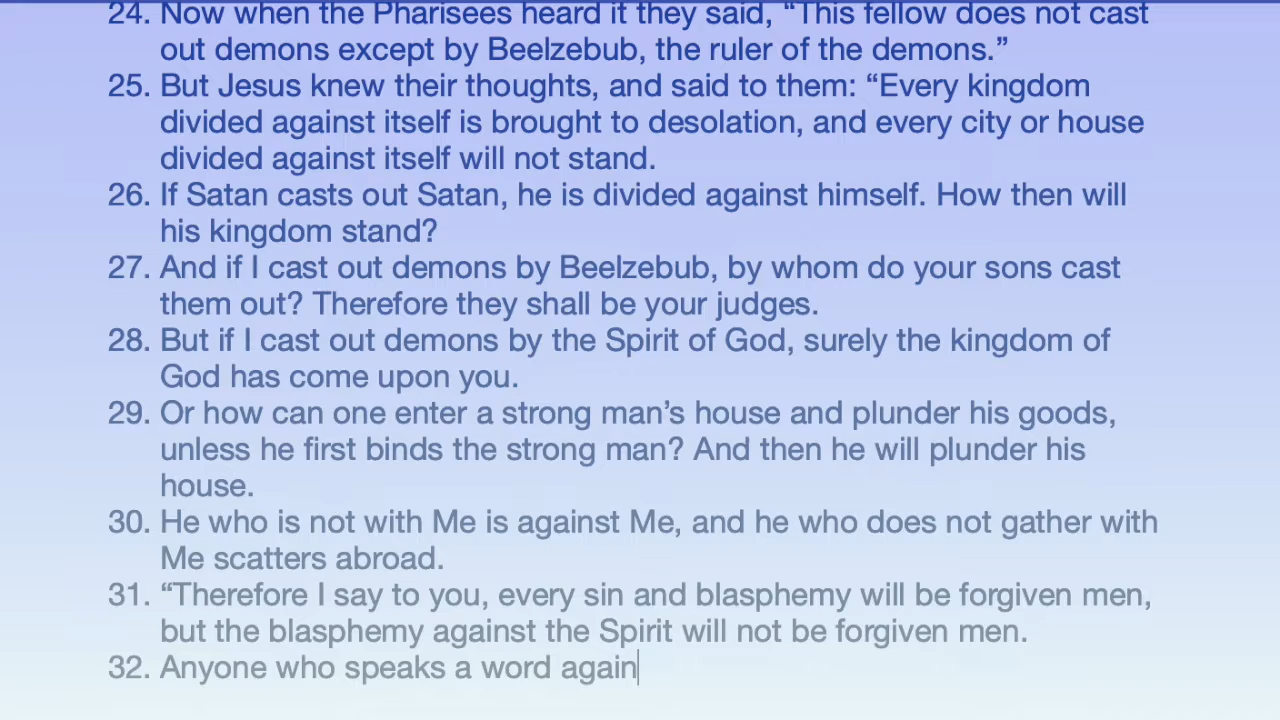 24. Now when the Pharisees heard it they said, “This fellow does not cast
out demons except by Beelzebub, the ruler of the demons.”
25. But Jesus knew their thoughts, and said to them: “Every kingdom
divided against itself is brought to desolation, and every city or house
divided against itself will not stand.
26. If Satan casts out Satan, he is divided against himself. How then will
his kingdom stand?
27. And if I cast out demons by Beelzebub, by whom do your sons cast
them out? Therefore they shall be your judges.
28. But if I cast out demons by the Spirit of God, surely the kingdom of
God has come upon you.
29. Or how can one enter a strong man’s house and plunder his goods,
unless he first binds the strong man? And then he will plunder his
house.
30. He who is not with Me is against Me, and he who does not gather with
Me scatters abroad.
31. “Therefore I say to you, every sin and blasphemy will be forgiven men,
but the blasphemy against the Spirit will not be forgiven men.
32. Anyone who speaks a word again